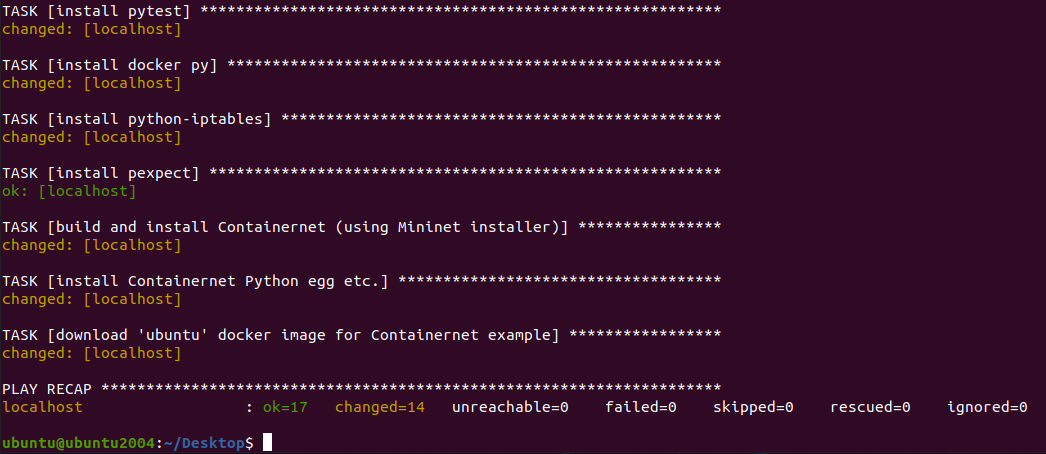 TASK [install pytest] **********************************************************
changed: [localhost]
TASK [install docker py] *******************************************************
changed: [localhost]
TASK [install python-iptables] *************************************************
changed: [localhost]
TASK [install pexpect] *********************************************************
ok: [localhost]
TASK [build and install Containernet (using Mininet installer)] ****************
changed: [localhost]
TASK [install Containernet Python egg etc.] ************************************
changed: [localhost]
TASK [download 'ubuntu' docker image for Containernet example] *****************
changed: [localhost]
PLAY RECAP *********************************************************************
localhost                  : ok=17   changed=14   unreachable=0    failed=0    skipped=0    rescued=0    ignored=0
ubuntu@ubuntu2004:~/Desktop$